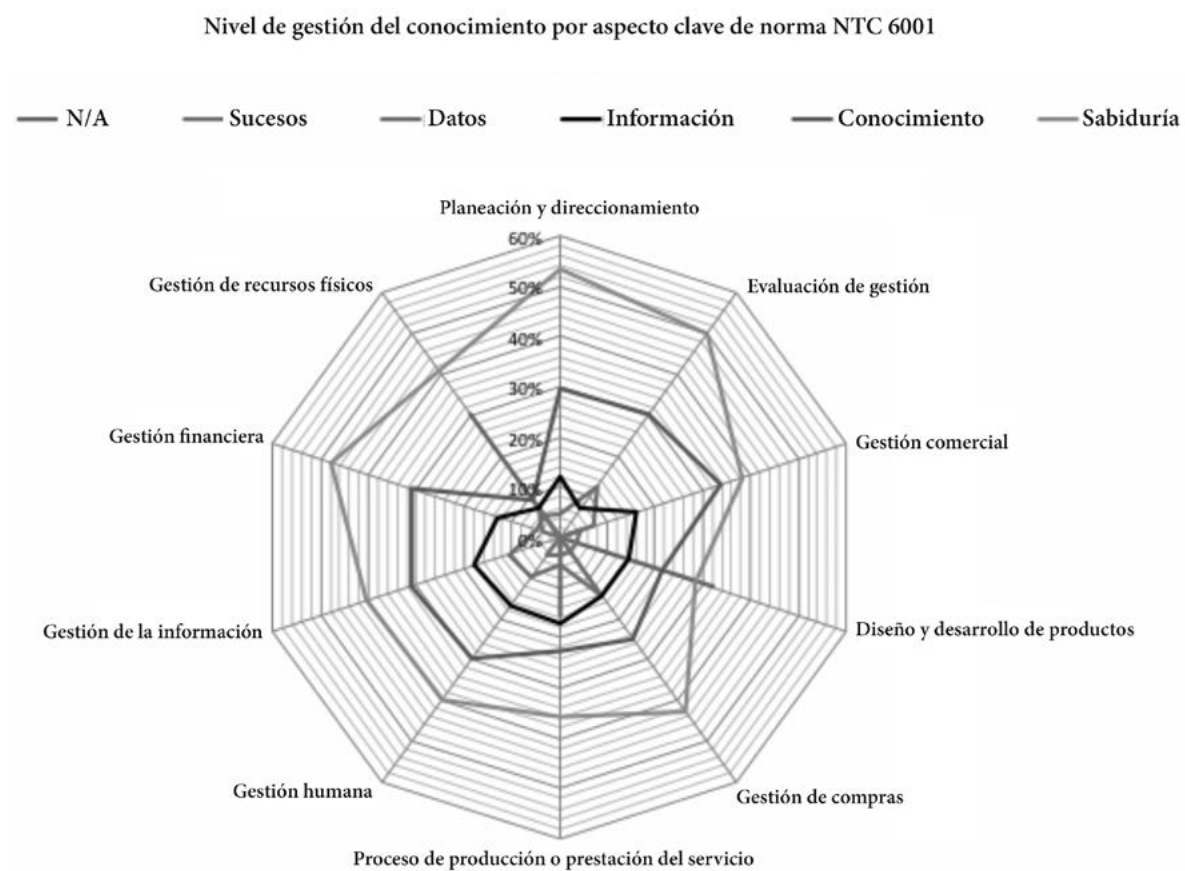 Nivel de gestión del conocimiento por aspecto clave de norma NTC 6001
N/A Sucesos Datos Información Conocimiento Sabiduría
Planeación y direccionamiento
60%
Gestión de recursos físicos
Evaluación de gestión
50%
40%
30%
Gestión financiera
Gestión comercial
20%
10%
0%
Gestión de la información
Diseño y desarrollo de productos
Gestión humana
Gestión de compras
Proceso de producción o prestación del servicio